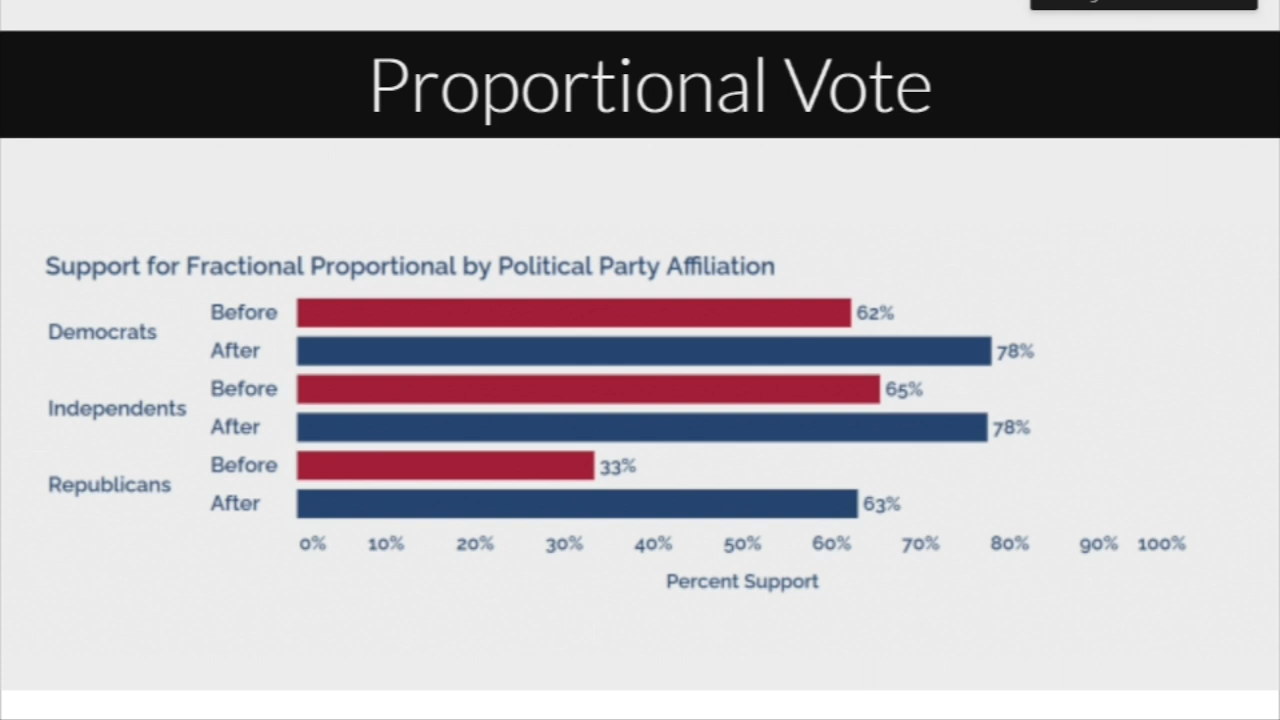 Proportional Vote
Support for Fractional Proportional by Political Party Affiliation
Democrats
Before 62%
After 78%
Independents
Before 65%
After 78%
Republicans
Before 33%
After 63%
0% 10% 20% 30% 40% 50% 60% 70% 80% 90% 100%
Percent Support